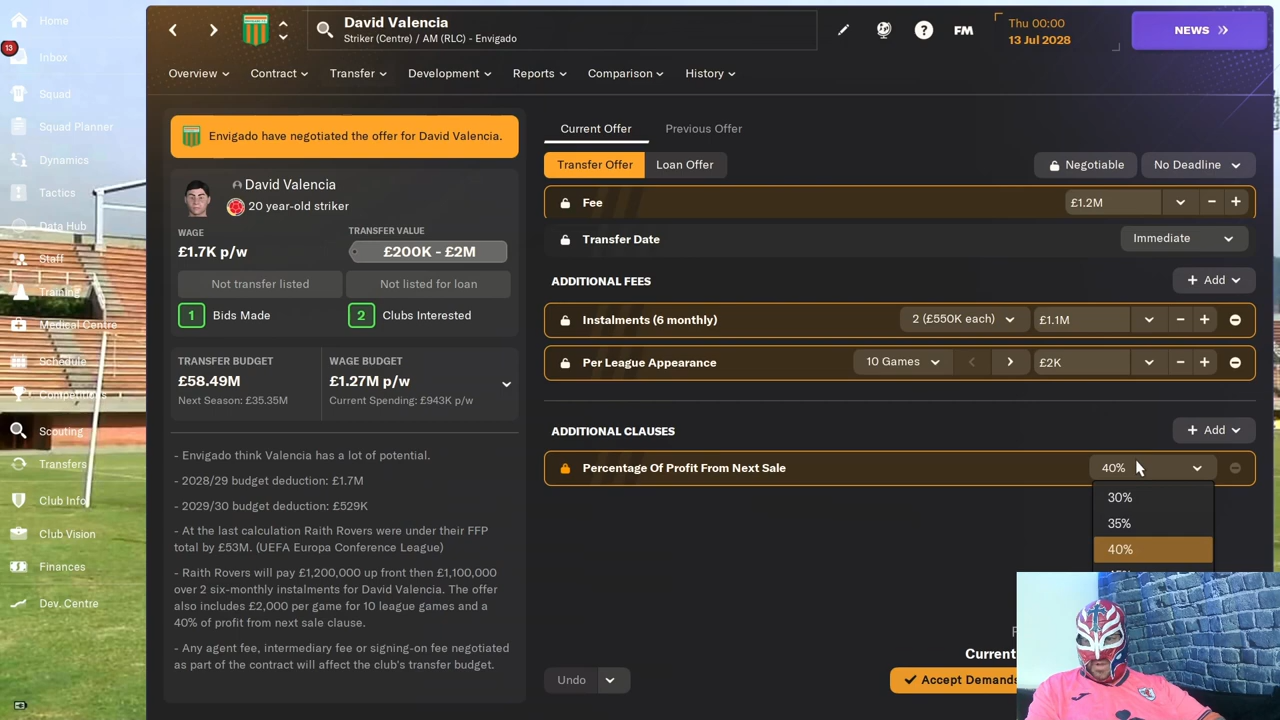 Home
13
Inbox
Squad
Squad Planner
Dynamics
Tactics
Data Hub
Staff
Training
Medical Centre
Schedule
Competitions
Scouting
Transfers
Club Info
Club Vision
Finances
Dev. Centre
David Valencia
Striker (Centre) / AM (RLC) - Envigado
FM
Thu 00:00
13 Jul 2028
NEWS
Overview
Contract
Transfer
Development
Reports
Comparison
History
Envigado have negotiated the offer for David Valencia.
David Valencia
20 year-old striker
WAGE
£1.7K p/w
TRANSFER VALUE
£200K - £2M
Not transfer listed
Not listed for loan
1 Bids Made
2 Clubs Interested
TRANSFER BUDGET
£58.49M
Next Season: £35.35M
WAGE BUDGET
£1.27M p/w
Current Spending: £943K p/w
- Envigado think Valencia has a lot of potential.
- 2028/29 budget deduction: £1.7M
- 2029/30 budget deduction: £529K
- At the last calculation Raith Rovers were under their FFP
total by £53M. (UEFA Europa Conference League)
- Raith Rovers will pay £1,200,000 up front then £1,100,000
over 2 six-monthly instalments for David Valencia. The offer
also includes £2,000 per game for 10 league games and a
40% of profit from next sale clause.
- Any agent fee, intermediary fee or signing-on fee negotiated
as part of the contract will affect the club's transfer budget.
Current Offer
Previous Offer
Transfer Offer
Loan Offer
Negotiable
No Deadline
Fee
£1.2M
Transfer Date
Immediate
ADDITIONAL FEES
+ Add
Instalments (6 monthly)
2 (£550K each)
£1.1M
Per League Appearance
10 Games
£2K
ADDITIONAL CLAUSES
+ Add
Percentage Of Profit From Next Sale
40%
30%
35%
40%
Current
Undo
Accept Demands